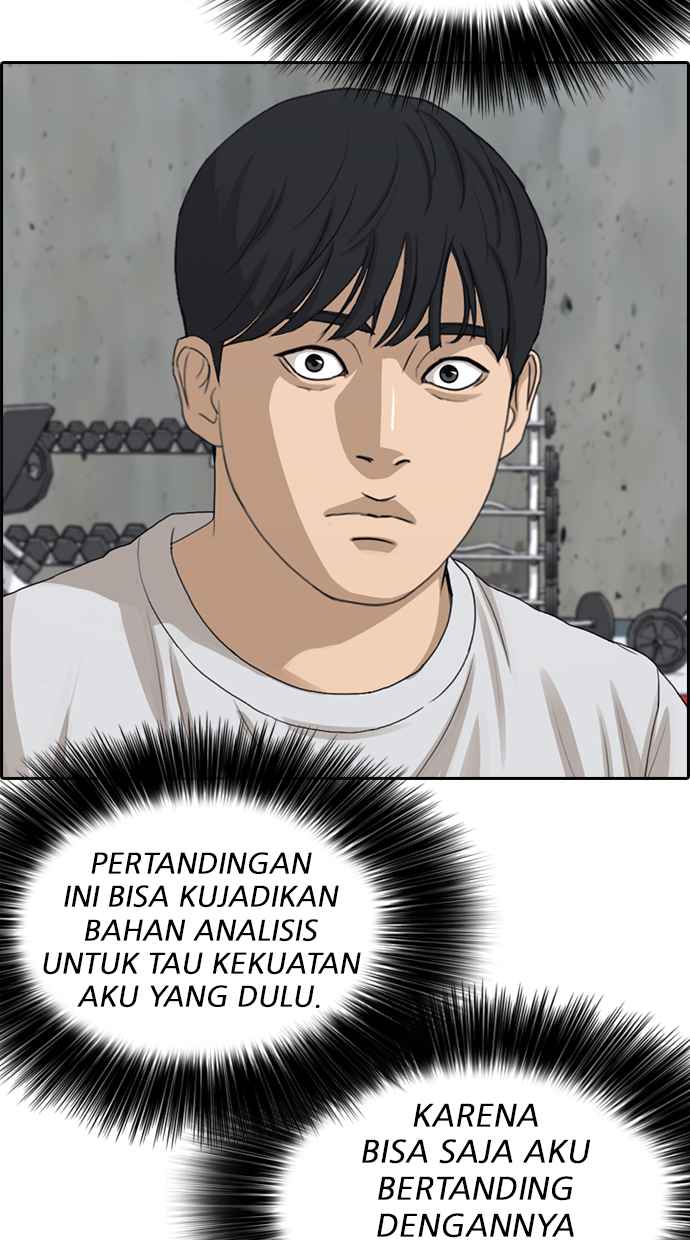 PERTANDINGAN
INI BISA KUJADIKAN
BAHAN ANALISIS
UNTUK TAU KEKUATAN
AKU YANG DULU.
KARENA
BISA SAJA AKU
BERTANDING
DENGANNYA